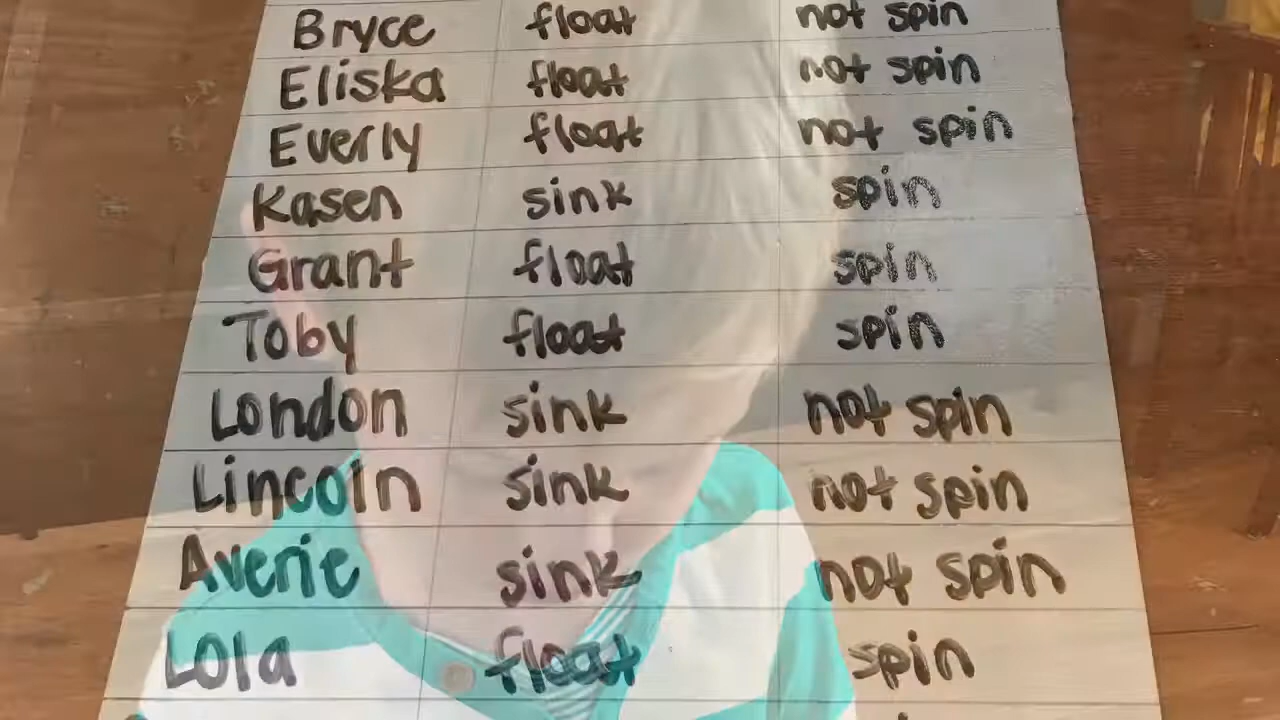 Bryce float not spin
Eliska float not spin
Everly float not spin
Kasen sink spin
Grant float spin
Toby float spin
London sink not spin
Lincoln sink not spin
Averie sink not spin
Lola float spin